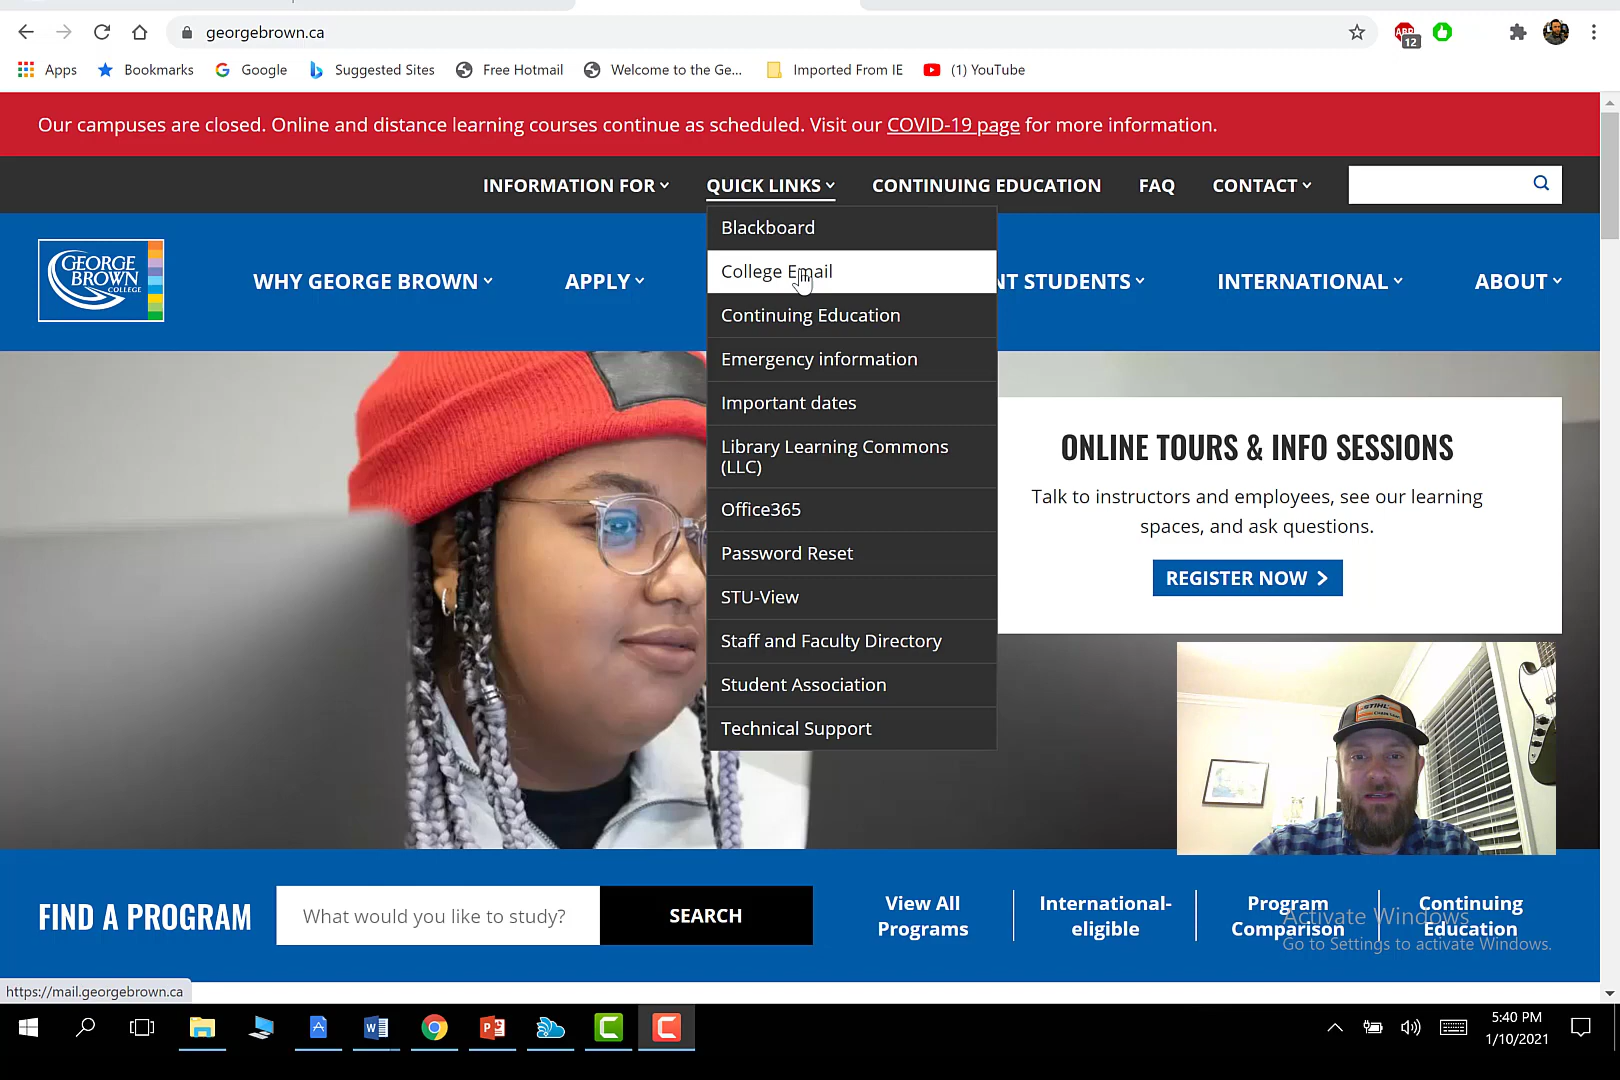 georgebrown.ca
ABP
12
Apps
Bookmarks
Google
Suggested Sites
Free Hotmail
Welcome to the Ge...
Imported From IE
(1) YouTube
Our campuses are closed. Online and distance learning courses continue as scheduled. Visit our COVID-19 page for more information.
INFORMATION FOR
QUICK LINKS
CONTINUING EDUCATION
FAQ
CONTACT
GEORGE
BROWN
COLLEGE
WHY GEORGE BROWN
APPLY
NT STUDENTS
INTERNATIONAL
ABOUT
Blackboard
College Email
Continuing Education
Emergency information
Important dates
Library Learning Commons
(LLC)
Office365
Password Reset
STU-View
Staff and Faculty Directory
Student Association
Technical Support
ONLINE TOURS & INFO SESSIONS
Talk to instructors and employees, see our learning
spaces, and ask questions.
REGISTER NOW
STIHL
FIND A PROGRAM
What would you like to study?
SEARCH
View All
Programs
International-
eligible
Program
Comparison
Continuing
Education
Activate Windows
Go to Settings to activate Windows.
https://mail.georgebrown.ca
5:40 PM
1/10/2021